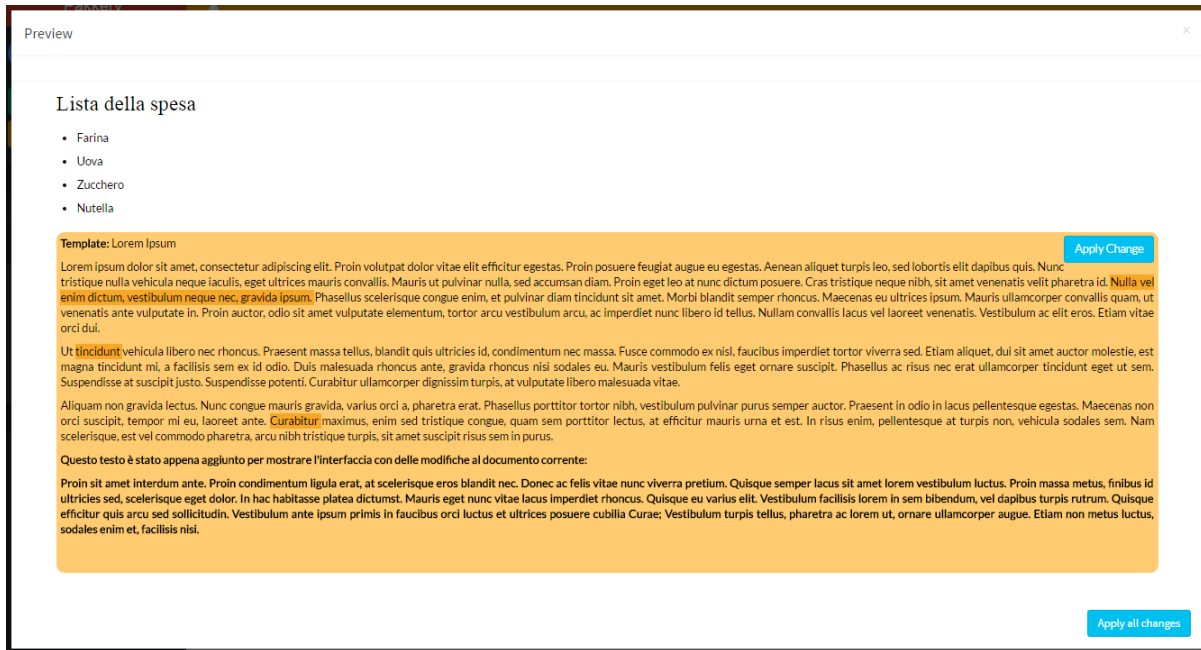 Preview
×
Lista della spesa
• Farina
• Uova
• Zucchero
• Nutella
Template: Lorem Ipsum
Apply Change
Lorem ipsum dolor sit amet, consectetur adipiscing elit. Proin volutpat dolor vitae elit efficitur egestas. Proin posuere feugiat augue eu egestas. Aenean aliquet turpis leo, sed lobortis elit dapibus quis. Nunc
tristique nulla vehicula neque iaculis, eget ultrices mauris convallis. Mauris ut pulvinar nulla, sed accumsan diam. Proin eget leo at nunc dictum posuere. Cras tristique neque nibh, sit amet venenatis velit pharetra id. Nulla vel
enim dictum, vestibulum neque nec, gravida ipsum. Phasellus scelerisque congue enim, et pulvinar diam tincidunt sit amet. Morbi blandit semper rhoncus. Maecenas eu ultrices ipsum. Mauris ullamcorper convallis quam, ut
venenatis ante vulputate in. Proin auctor, odio sit amet vulputate elementum, tortor arcu vestibulum arcu, ac imperdiet nunc libero id tellus. Nullam convallis lacus vel laoreet venenatis. Vestibulum ac elit eros. Etiam vitae
orci dui.
Ut tincidunt vehicula libero nec rhoncus. Praesent massa tellus, blandit quis ultricies id, condimentum nec massa. Fusce commodo ex nisl, faucibus imperdiet tortor viverra sed. Etiam aliquet, dui sit amet auctor molestie, est
magna tincidunt mi, a facilisis sem ex id odio. Duis malesuada rhoncus ante, gravida rhoncus nisi sodales eu. Mauris vestibulum felis eget ornare suscipit. Phasellus ac risus nec erat ullamcorper tincidunt eget ut sem.
Suspendisse at suscipit justo. Suspendisse potenti. Curabitur ullamcorper dignissim turpis, at vulputate libero malesuada vitae.
Aliquam non gravida lectus. Nunc congue mauris gravida, varius orci a, pharetra erat. Phasellus porttitor tortor nibh, vestibulum pulvinar purus semper auctor. Praesent in odio in lacus pellentesque egestas. Maecenas non
orci suscipit, tempor mi eu, laoreet ante. Curabitur maximus, enim sed tristique congue, quam sem porttitor lectus, at efficitur mauris urna et est. In risus enim, pellentesque at turpis non, vehicula sodales sem. Nam
scelerisque, est vel commodo pharetra, arcu nibh tristique turpis, sit amet suscipit risus sem in purus.
Questo testo è stato appena aggiunto per mostrare l'interfaccia con delle modifiche al documento corrente:
Proin sit amet interdum ante. Proin condimentum ligula erat, at scelerisque eros blandit nec. Donec ac felis vitae nunc viverra pretium. Quisque semper lacus sit amet lorem vestibulum luctus. Proin massa metus, finibus id
ultricies sed, scelerisque eget dolor. In hac habitasse platea dictumst. Mauris eget nunc vitae lacus imperdiet rhoncus. Quisque eu varius elit. Vestibulum facilisis lorem in sem bibendum, vel dapibus turpis rutrum. Quisque
efficitur quis arcu sed sollicitudin. Vestibulum ante ipsum primis in faucibus orci luctus et ultrices posuere cubilia Curae; Vestibulum turpis tellus, pharetra ac lorem ut, ornare ullamcorper augue. Etiam non metus luctus,
sodales enim et, facilisis nisi.
Apply all changes